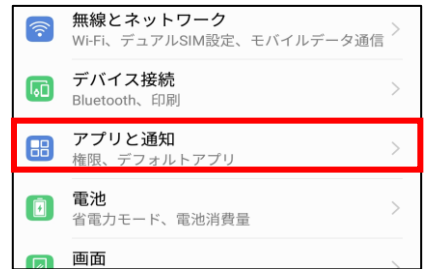 無線とネットワーク
Wi-Fi、デュアルSIM設定、モバイルデータ通信
デバイス接続
Bluetooth、印刷
アプリと通知
権限、デフォルトアプリ
電池
省電力モード、電池消費量
画面